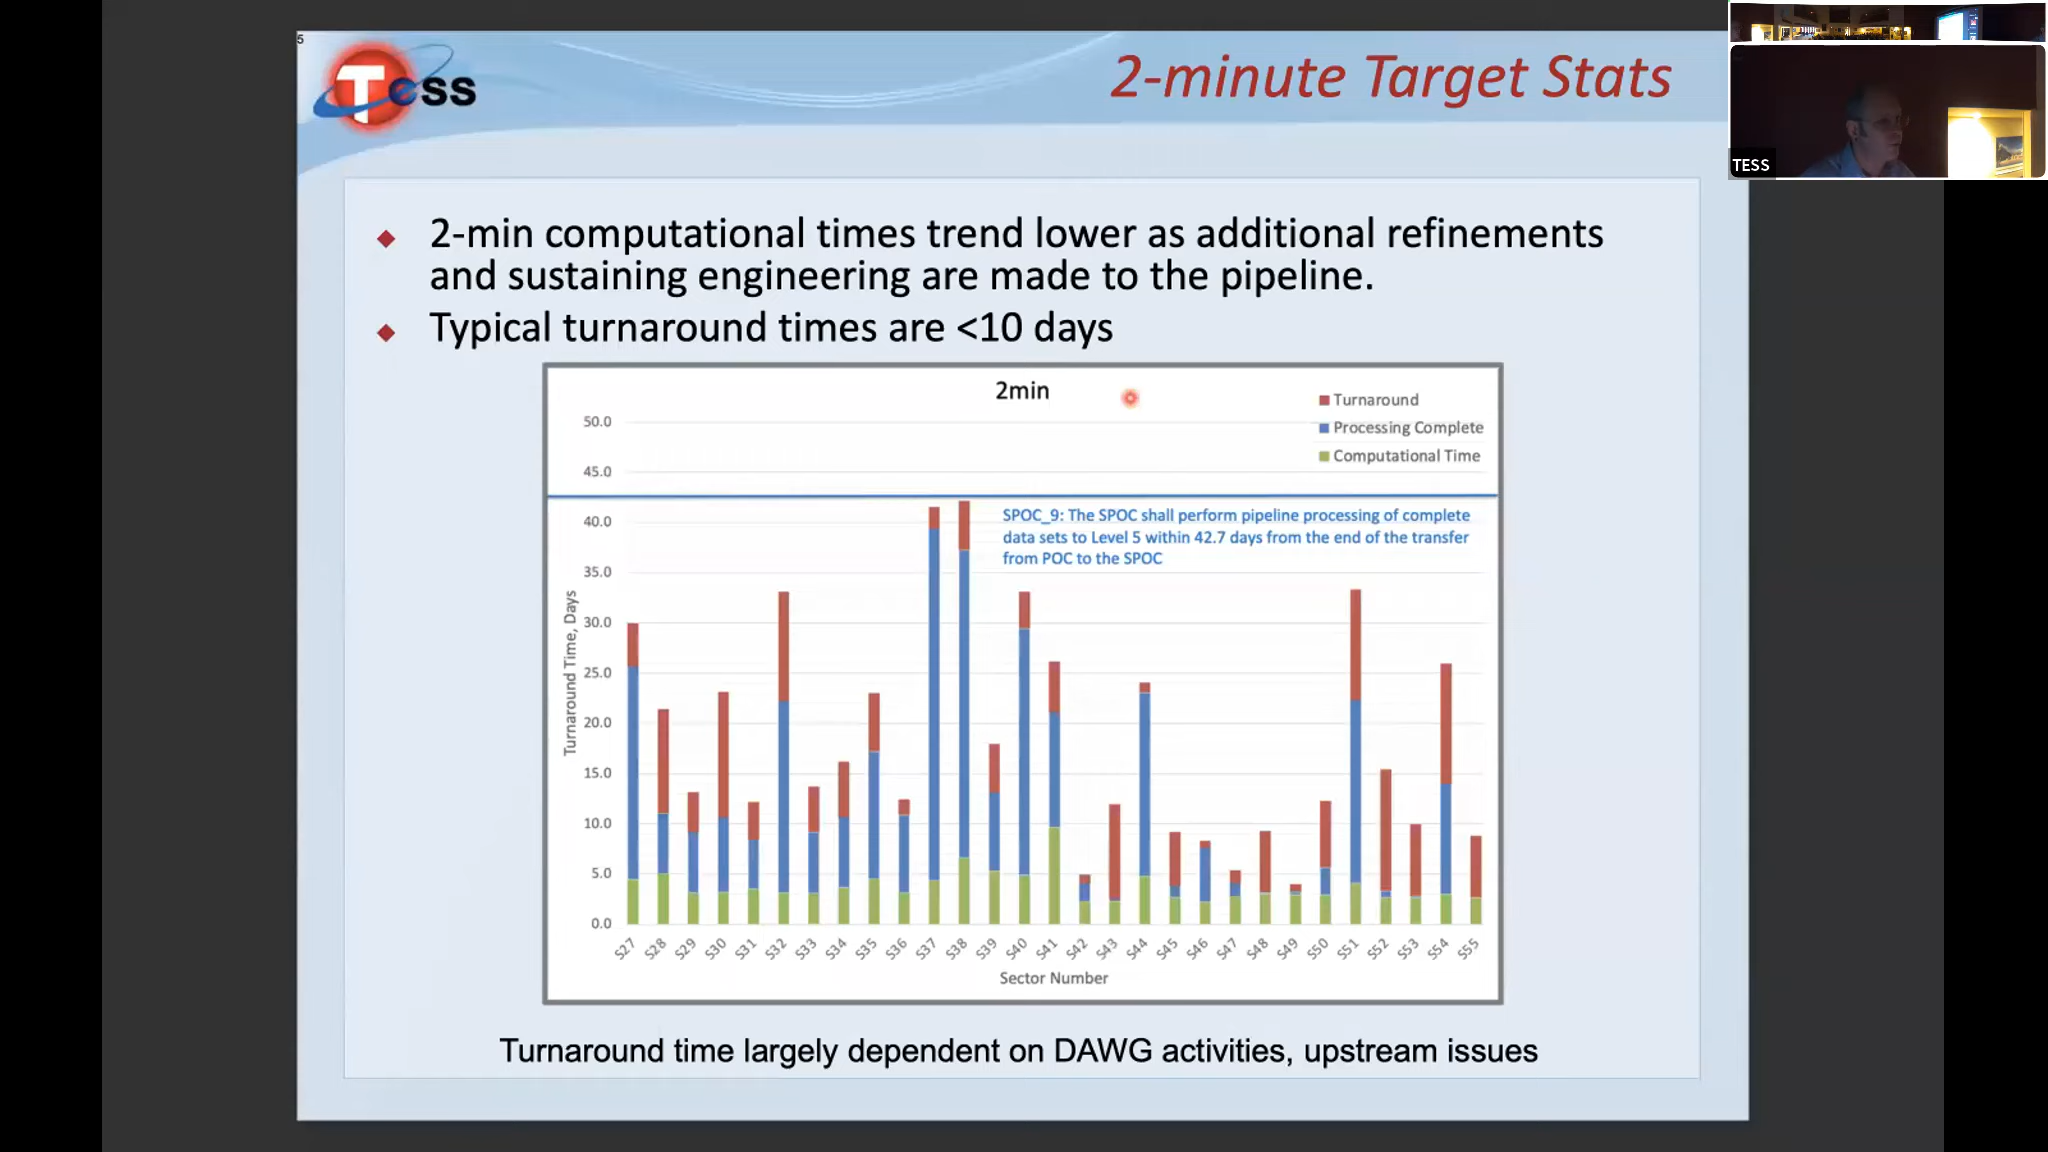 5
Tess
2-minute Target Stats
TESS
2-min computational times trend lower as additional refinements
and sustaining engineering are made to the pipeline.
Typical turnaround times are <10 days
2min
Turnaround
Processing Complete
Computational Time
50.0
45.0
40.0
35.0
30.0
25.0
20.0
15.0
10.0
5.0
0.0
Turnaround Time, Days
SPOC_9: The SPOC shall perform pipeline processing of complete
data sets to Level 5 within 42.7 days from the end of the transfer
from POC to the SPOC
S27 S28 S29 S30 S31 S32 S33 S34 S35 S36 S37 S38 S39 S40 S41 S42 S43 S44 S45 S46 S47 S48 S49 S50 S51 S52 S53 S54 S55
Sector Number
Turnaround time largely dependent on DAWG activities, upstream issues